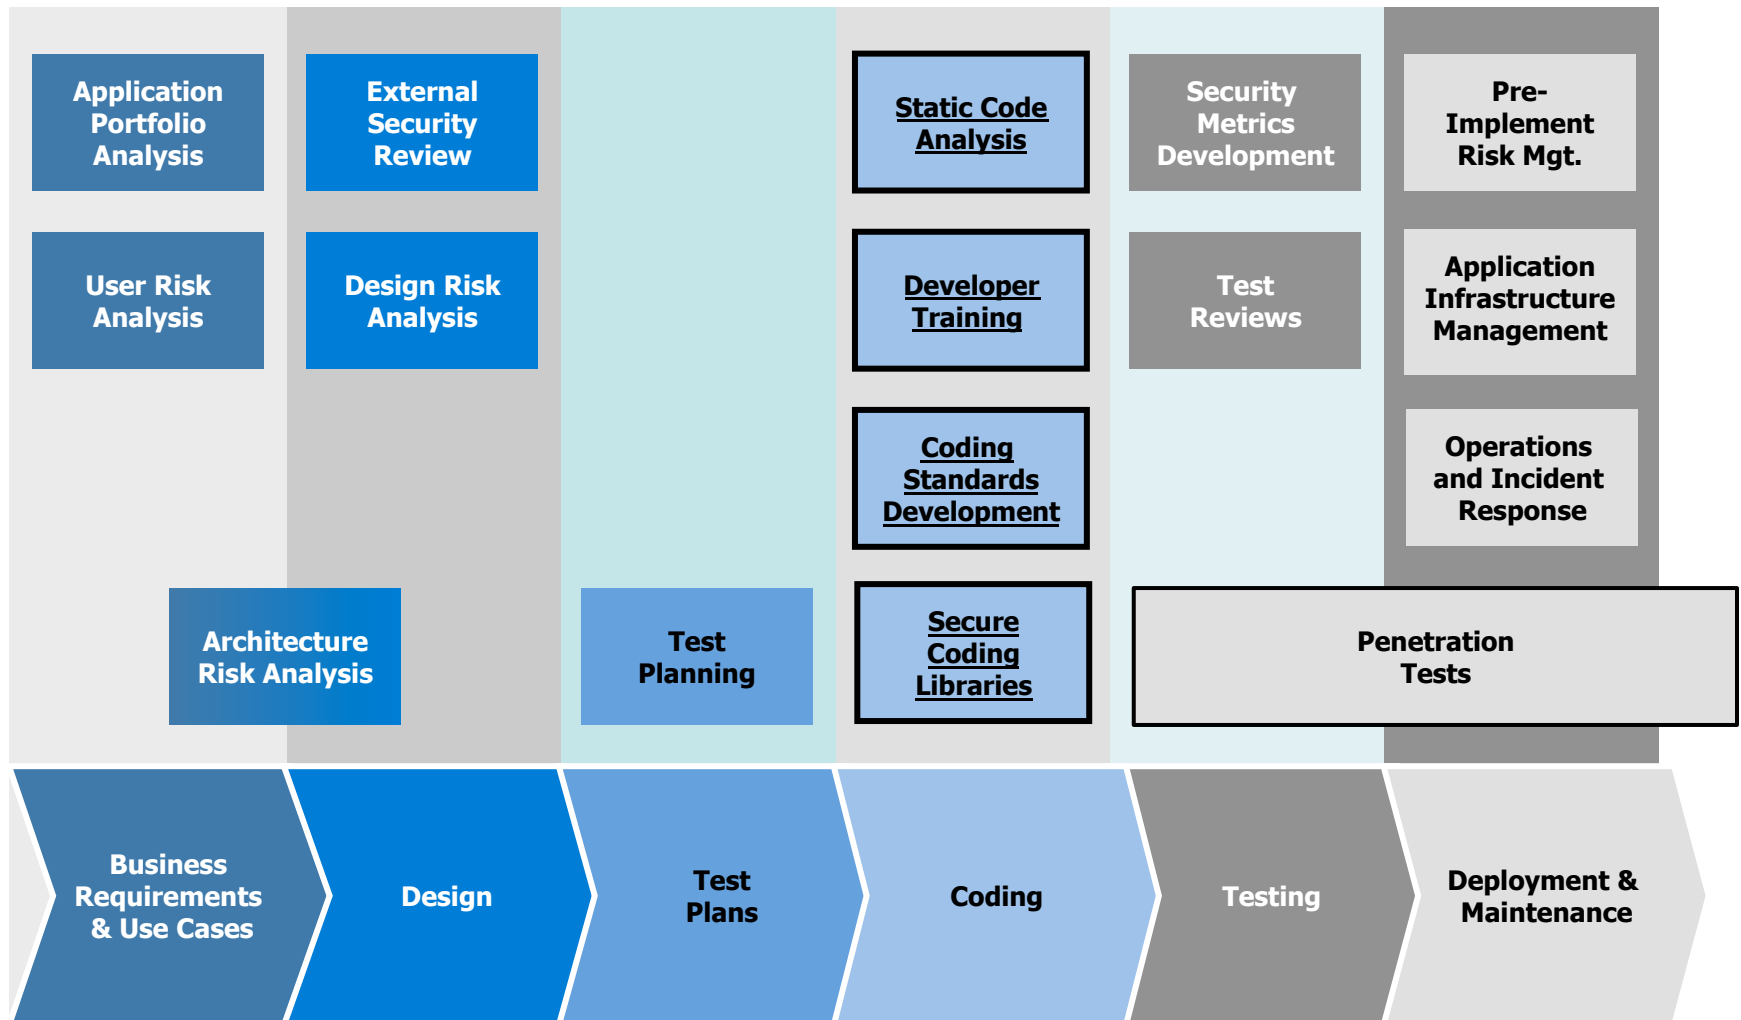 Application
Portfolio
Analysis
External
Security
Review
Static Code
Analysis
Security
Metrics
Development
Pre-
Implement
Risk Mgt.
User Risk
Analysis
Design Risk
Analysis
Developer
Training
Test
Reviews
Application
Infrastructure
Management
Coding
Standards
Development
Operations
and Incident
Response
Architecture
Risk Analysis
Test
Planning
Secure
Coding
Libraries
Penetration
Tests
Business
Requirements
& Use Cases
Design
Test
Plans
Coding
Testing
Deployment &
Maintenance